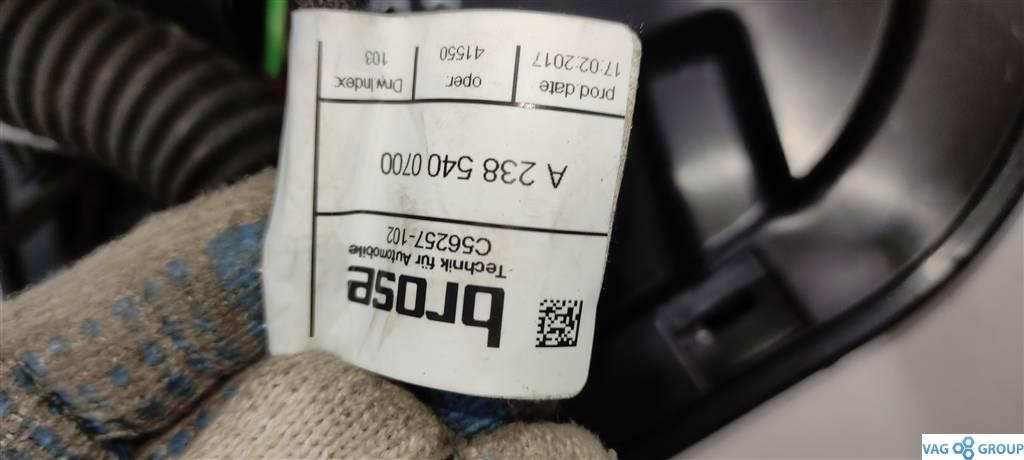 brose
Technik für Automobile
C56257-102
A 238 540 0700
prod.date oper. Drw.Index
17.02.2017 41550 103
VAG GROUP